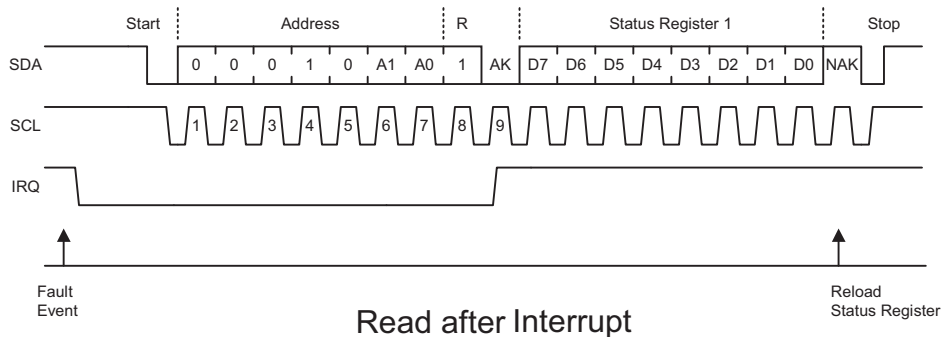 Start Address R Status Register 1 Stop
SDA 0 0 0 1 0 A1 A0 1 AK D7 D6 D5 D4 D3 D2 D1 D0 NAK
SCL 1 2 3 4 5 6 7 8 9
IRQ
Fault
Event
Reload
Status Register
Read after Interrupt